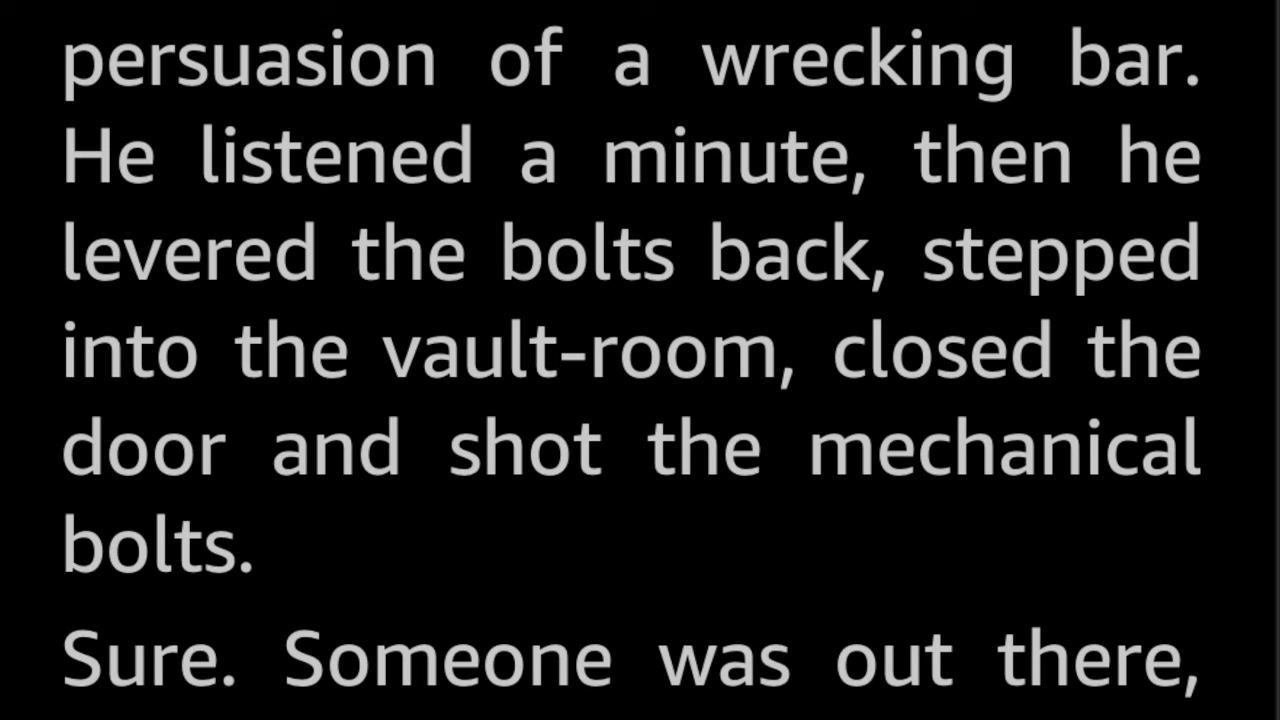 persuasion of a wrecking bar.
He listened a minute, then he
levered the bolts back, stepped
into the vault-room, closed the
door and shot the mechanical
bolts.
Sure. Someone was out there,